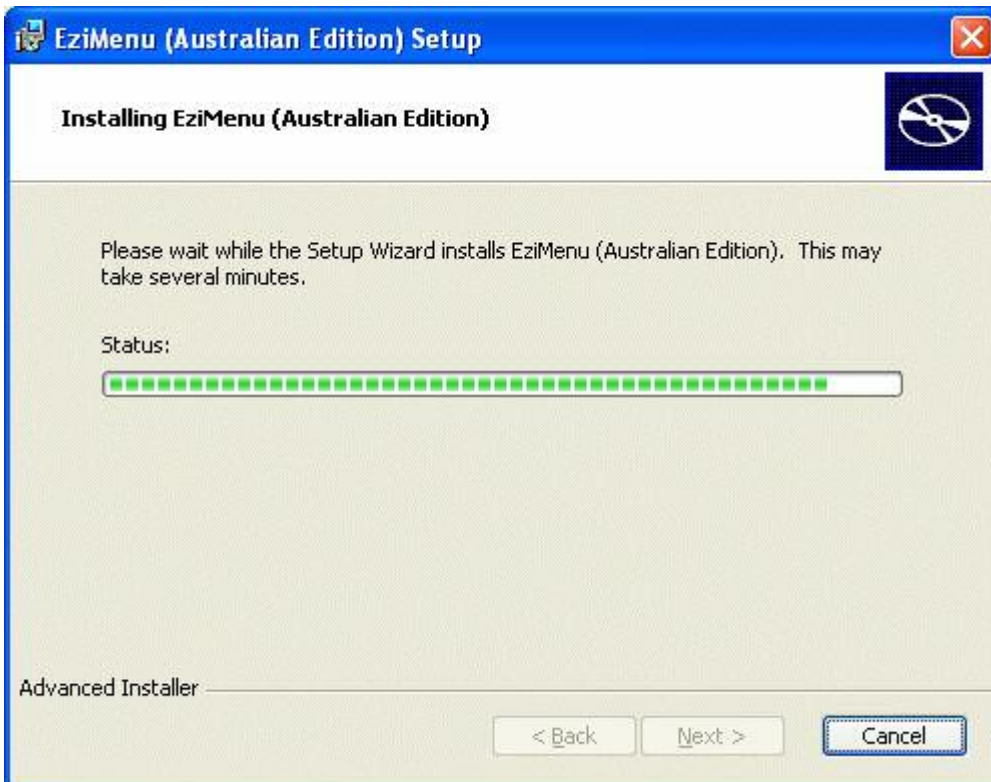 EziMenu (Australian Edition) Setup
Installing EziMenu (Australian Edition)
Please wait while the Setup Wizard installs EziMenu (Australian Edition).  This may
take several minutes.
Status:
Advanced Installer
< Back
Next >
Cancel